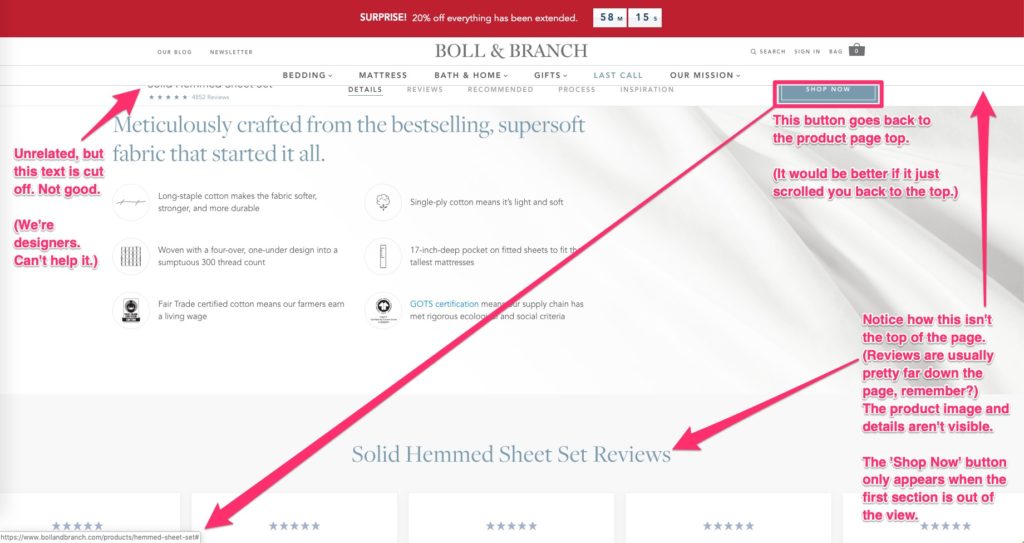 SURPRISE! 20% off everything has been extended. 58 M 15 S
OUR BLOG NEWSLETTER BOLL & BRANCH SEARCH SIGN IN BAG 0
BEDDING MATTRESS BATH & HOME GIFTS LAST CALL OUR MISSION
Solid Hemmed Sheet Set
4852 Reviews
DETAILS REVIEWS RECOMMENDED PROCESS INSPIRATION SHOP NOW
Meticulously crafted from the bestselling, supersoft
fabric that started it all.
Long-staple cotton makes the fabric softer,
stronger, and more durable
Single-ply cotton means it's light and soft
Woven with a four-over, one-under design into a
sumptuous 300 thread count
17-inch-deep pocket on fitted sheets to fit the
tallest mattresses
Fair Trade certified cotton means our farmers earn
a living wage
GOTS certification means our supply chain has
met rigorous ecological and social criteria
Unrelated, but
this text is cut
off. Not good.
(We're
designers.
Can't help it.)
This button goes back to
the product page top.
(It would be better if it just
scrolled you back to the top.)
Notice how this isn't
the top of the page.
(Reviews are usually
pretty far down the
page, remember?)
The product image and
details aren't visible.
The 'Shop Now' button
only appears when the
first section is out of
the view.
Solid Hemmed Sheet Set Reviews
https://www.bollandbranch.com/products/hemmed-sheet-set#